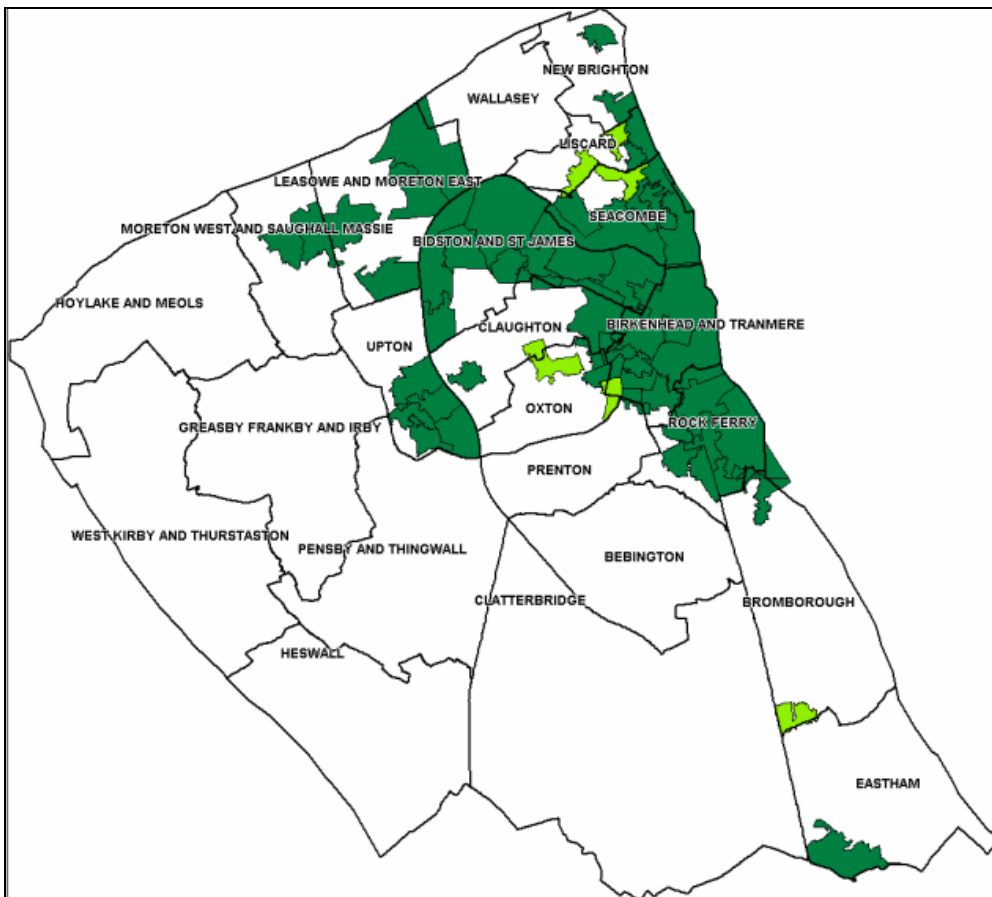 NEW BRIGHTON
WALLASEY
LISCARD
LEASOWE AND MORETON EAST
SEACOMBE
MORETON WEST AND SAUGHALL MASSIE
BIDSTON AND ST JAMES
HOYLAKE AND MEOLS
BIRKENHEAD AND TRANMERE
CLAUGHTON
UPTON
OXTON
GREASBY FRANKBY AND IRBY
ROCK FERRY
PRENTON
WEST KIRBY AND THURSTASTON
PENSBY AND THINGWALL
BEBINGTON
CLATTERBRIDGE
BROMBOROUGH
HESWALL
EASTHAM